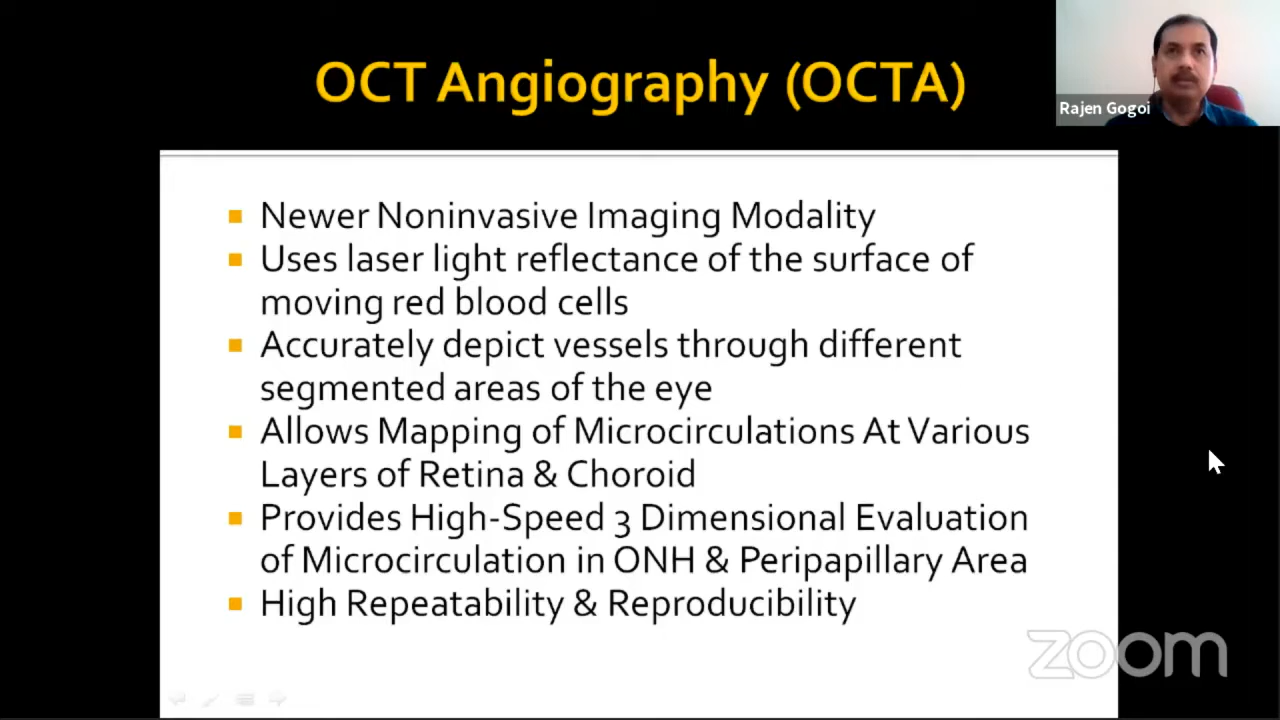 OCT Angiography (OCTA)
Rajen Gogoi
Newer Noninvasive Imaging Modality
Uses laser light reflectance of the surface of
moving red blood cells
Accurately depict vessels through different
segmented areas of the eye
Allows Mapping of Microcirculations At Various
Layers of Retina & Choroid
Provides High-Speed 3 Dimensional Evaluation
of Microcirculation in ONH & Peripapillary Area
High Repeatability & Reproducibility
zoom